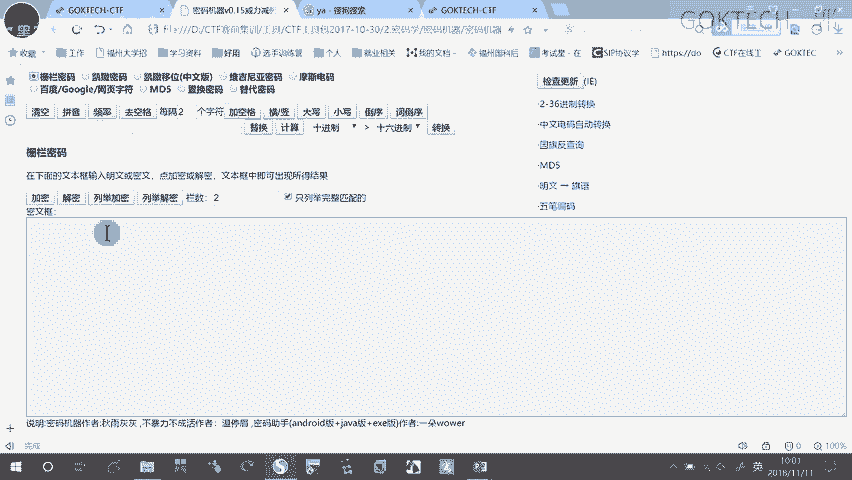 GOKTECH-CTF
密码机器v0.15威力减
ya - 搜狗搜索
GOKTECH-CTF
GOKTECH
file:///D:/CTF赛前集训/工具/CTF工具2017-10-30/2.密码学/密码机器/密码机器
收藏 工作 福州大学 学习资料 好用 选手训练营 个人 就业相关 我的文档 福州国科 考试星 - 在 SIP协议学 https://do CTF在线工 GOKTEC
栅栏密码 凯撒密码 凯撒移位(中文版) 维吉尼亚密码 摩斯电码
百度/Google/网页字符 MD5 置换密码 替代密码
检查更新 (IE)
清空 拼音 频率 去空格 每隔2 个字符 加空格 横/竖 大写 小写 倒序 词倒序
替换 计算 十进制 > 十六进制 转换
·2-36进制转换
·中文电码自动转换
·国旗反查询
·MD5
·明文 一 旗语
·五笔编码
栅栏密码
在下面的文本框输入明文或密文，点加密或解密，文本框中即可出现所得结果
加密 解密 列举加密 列举解密 栏数: 2 只列举完整匹配的
密文框:
说明:密码机器作者:秋雨灰灰 ,不暴力不成活作者: ,密码助手(android版+java版+exe版)作者:一朵wower
完成
0
100%
英
10:01
2018/11/11